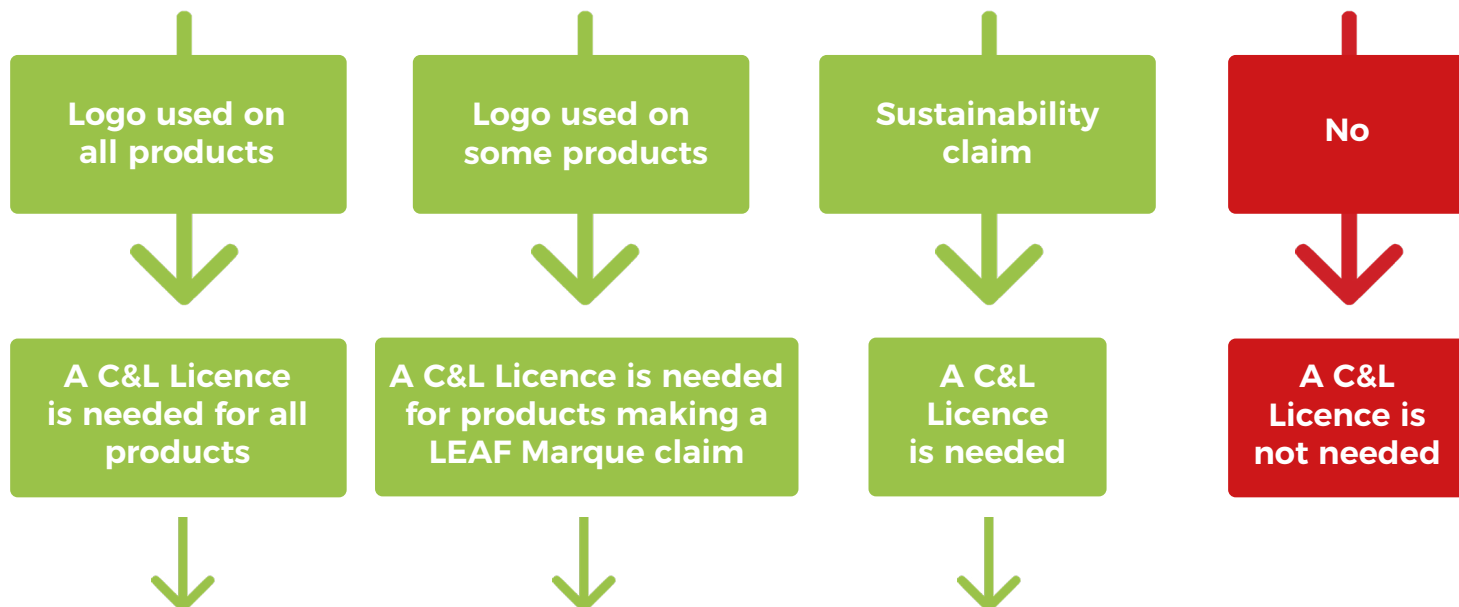 Logo used on
all products
Logo used on
some products
Sustainability
claim
No
A C&L Licence
is needed for all
products
A C&L Licence is needed
for products making a
LEAF Marque claim
A C&L
Licence
is needed
A C&L
Licence is
not needed